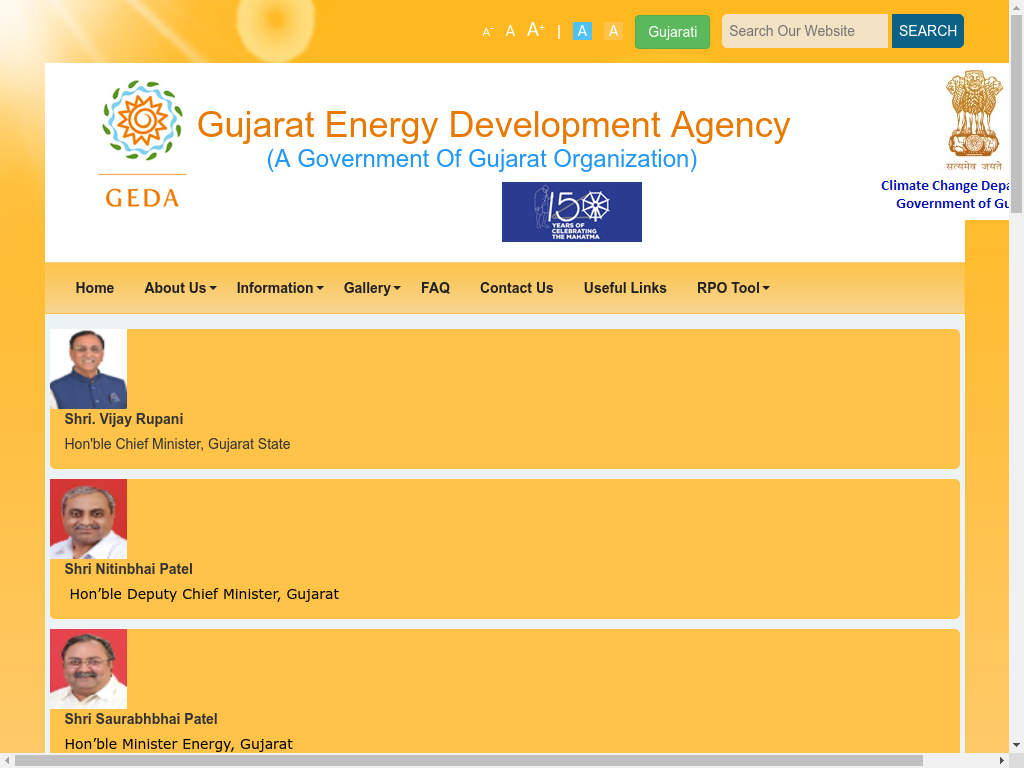 A- A A+ | A A Gujarati Search Our Website SEARCH
Gujarat Energy Development Agency
(A Government Of Gujarat Organization)
GEDA
150
YEARS OF
CELEBRATING
THE MAHATMA
सत्यमेव जयते
Climate Change Depa
Government of Gu
Home About Us Information Gallery FAQ Contact Us Useful Links RPO Tool
Shri. Vijay Rupani
Hon'ble Chief Minister, Gujarat State
Shri Nitinbhai Patel
Hon’ble Deputy Chief Minister, Gujarat
Shri Saurabhbhai Patel
Hon’ble Minister Energy, Gujarat